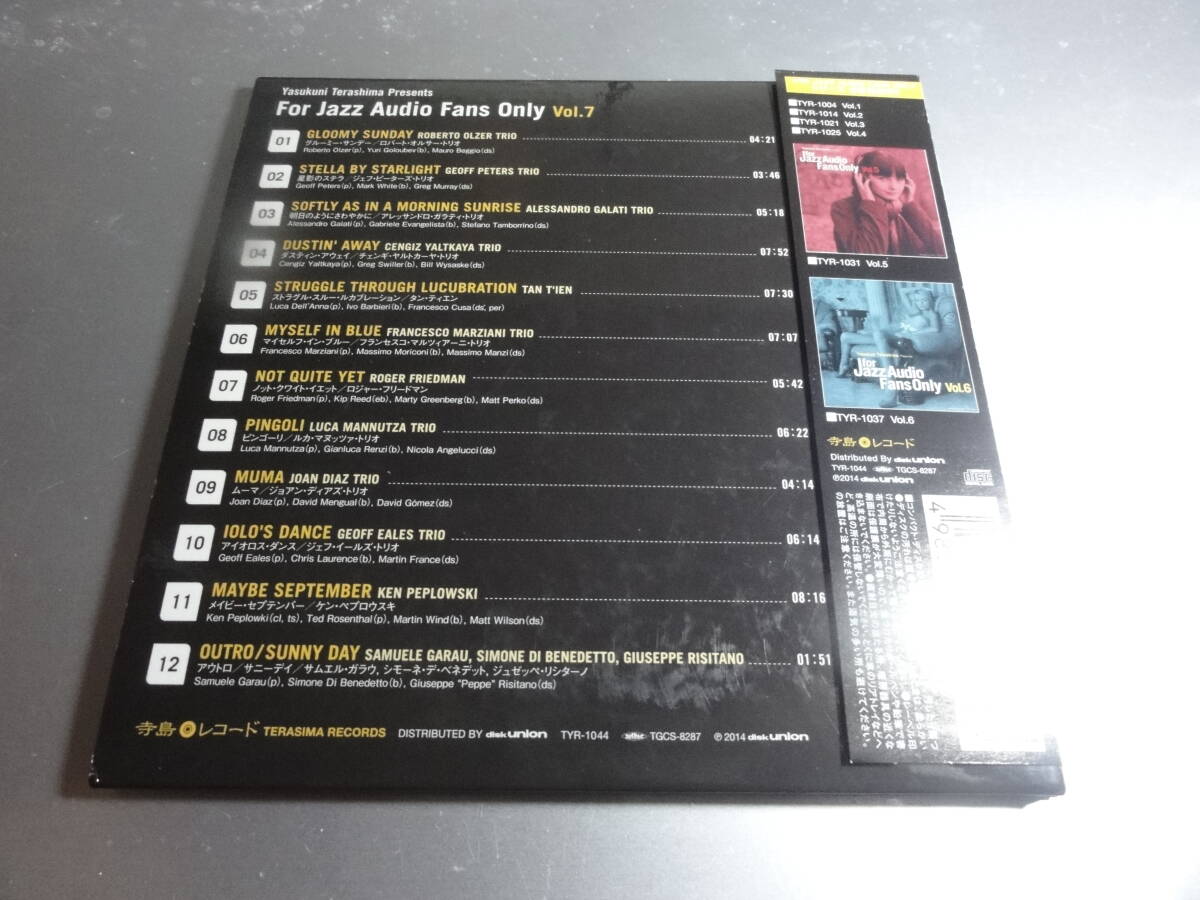 Yasukuni Terashima Presents
For Jazz Audio Fans Only Vol.7
01 GLOOMY SUNDAY ROBERTO OLZER TRIO 04:21
グルーミー・サンデー／ロバート・オルサー・トリオ
Roberto Olzer(p), Yuri Goloubev(b), Mauro Beggio(ds)
02 STELLA BY STARLIGHT GEOFF PETERS TRIO 03:46
星影のステラ／ジェフ・ピーターズ・トリオ
Geoff Peters(p), Mark White(b), Greg Murray(ds)
03 SOFTLY AS IN A MORNING SUNRISE ALESSANDRO GALATI TRIO 05:18
朝日のようにさわやかに／アレッサンドロ・ガラティ・トリオ
Alessandro Galati(p), Gabriele Evangelista(b), Stefano Tamborrino(ds)
04 DUSTIN' AWAY CENGIZ YALTKAYA TRIO 07:52
ダスティン・アウェイ／チェンギ・ヤルトカーヤ・トリオ
Cengiz Yaltkaya(p), Greg Swiller(b), Bill Wysaske(ds)
05 STRUGGLE THROUGH LUCUBRATION TAN T'IEN 07:30
ストラグル・スルー・ルカブレーション／タン・ティエン
Luca Dell'Anna(p), Ivo Barbieri(b), Francesco Cusa(ds, per)
06 MYSELF IN BLUE FRANCESCO MARZIANI TRIO 07:07
マイセルフ・イン・ブルー／フランセスコ・マルツィアーニ・トリオ
Francesco Marziani(p), Massimo Moriconi(b), Massimo Manzi(ds)
07 NOT QUITE YET ROGER FRIEDMAN 05:42
ノット・クワイト・イエット／ロジャー・フリードマン
Roger Friedman(p), Kip Reed(eb), Marty Greenberg(b), Matt Perko(ds)
08 PINGOLI LUCA MANNUTZA TRIO 06:22
ピンゴーリ／ルカ・マヌッツァ・トリオ
Luca Mannutza(p), Gianluca Renzi(b), Nicola Angelucci(ds)
09 MUMA JOAN DIAZ TRIO 04:14
ムーマ／ジョアン・ディアズ・トリオ
Joan Diaz(p), David Mengual(b), David Gómez(ds)
10 IOLO'S DANCE GEOFF EALES TRIO 06:14
アイオロス・ダンス／ジェフ・イールズ・トリオ
Geoff Eales(p), Chris Laurence(b), Martin France(ds)
11 MAYBE SEPTEMBER KEN PEPLOWSKI 08:16
メイビー・セプテンバー／ケン・ペプロウスキ
Ken Peplowki(cl, ts), Ted Rosenthal(p), Martin Wind(b), Matt Wilson(ds)
12 OUTRO/SUNNY DAY SAMUELE GARAU, SIMONE DI BENEDETTO, GIUSEPPE RISITANO 01:51
アウトロ／サニーデイ／サムエル・ガラウ, シモーネ・デ・ベネデット, ジュゼッペ・リシターノ
Samuele Garau(p), Simone Di Benedetto(b), Giuseppe "Peppe" Risitano(ds)
寺島レコード TERASIMA RECORDS DISTRIBUTED BY disk union TYR-1044 TGCS-8287 ℗2014 disk union
■TYR-1004 Vol.1
■TYR-1014 Vol.2
■TYR-1021 Vol.3
■TYR-1025 Vol.4
for Jazz Audio Fans Only Vol.5
■TYR-1031 Vol.5
for Jazz Audio Fans Only Vol.6
■TYR-1037 Vol.6
寺島レコード
Distributed By disk union
TYR-1044 TGCS-8287
℗2014 disk union